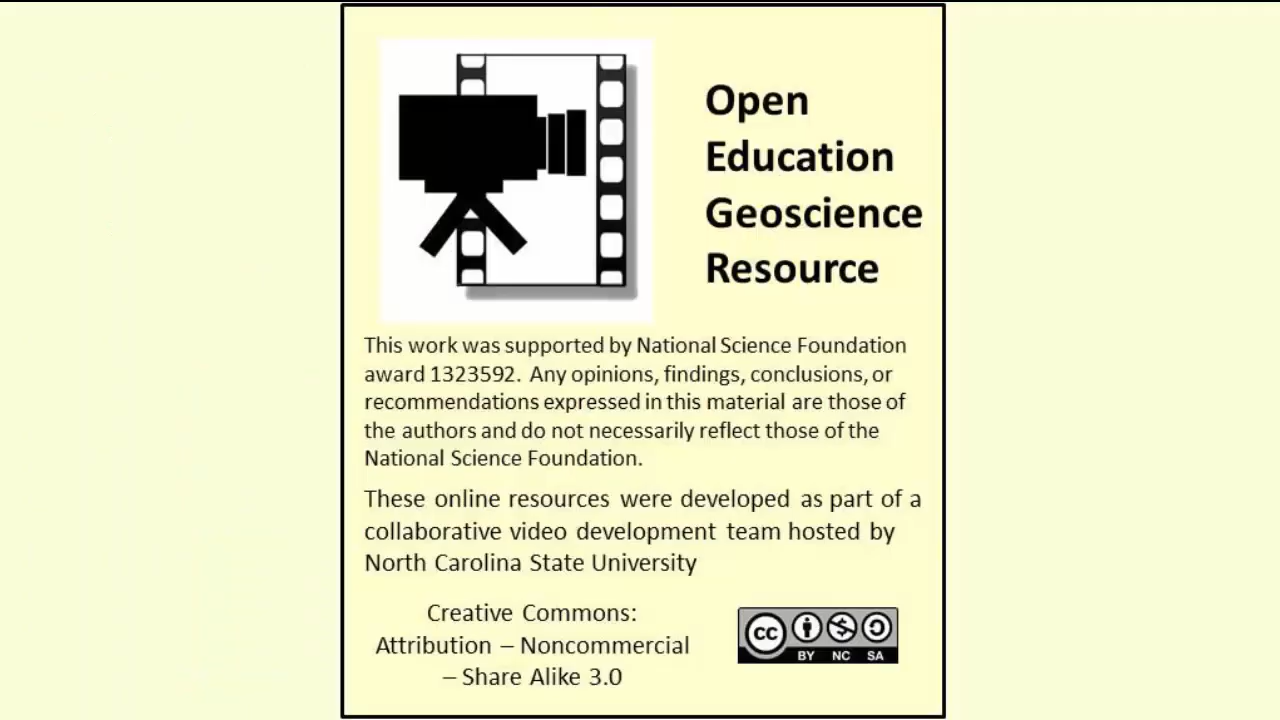 Open
Education
Geoscience
Resource
This work was supported by National Science Foundation
award 1323592. Any opinions, findings, conclusions, or
recommendations expressed in this material are those of
the authors and do not necessarily reflect those of the
National Science Foundation.
These online resources were developed as part of a
collaborative video development team hosted by
North Carolina State University
Creative Commons:
Attribution – Noncommercial
– Share Alike 3.0
cc
BY NC SA